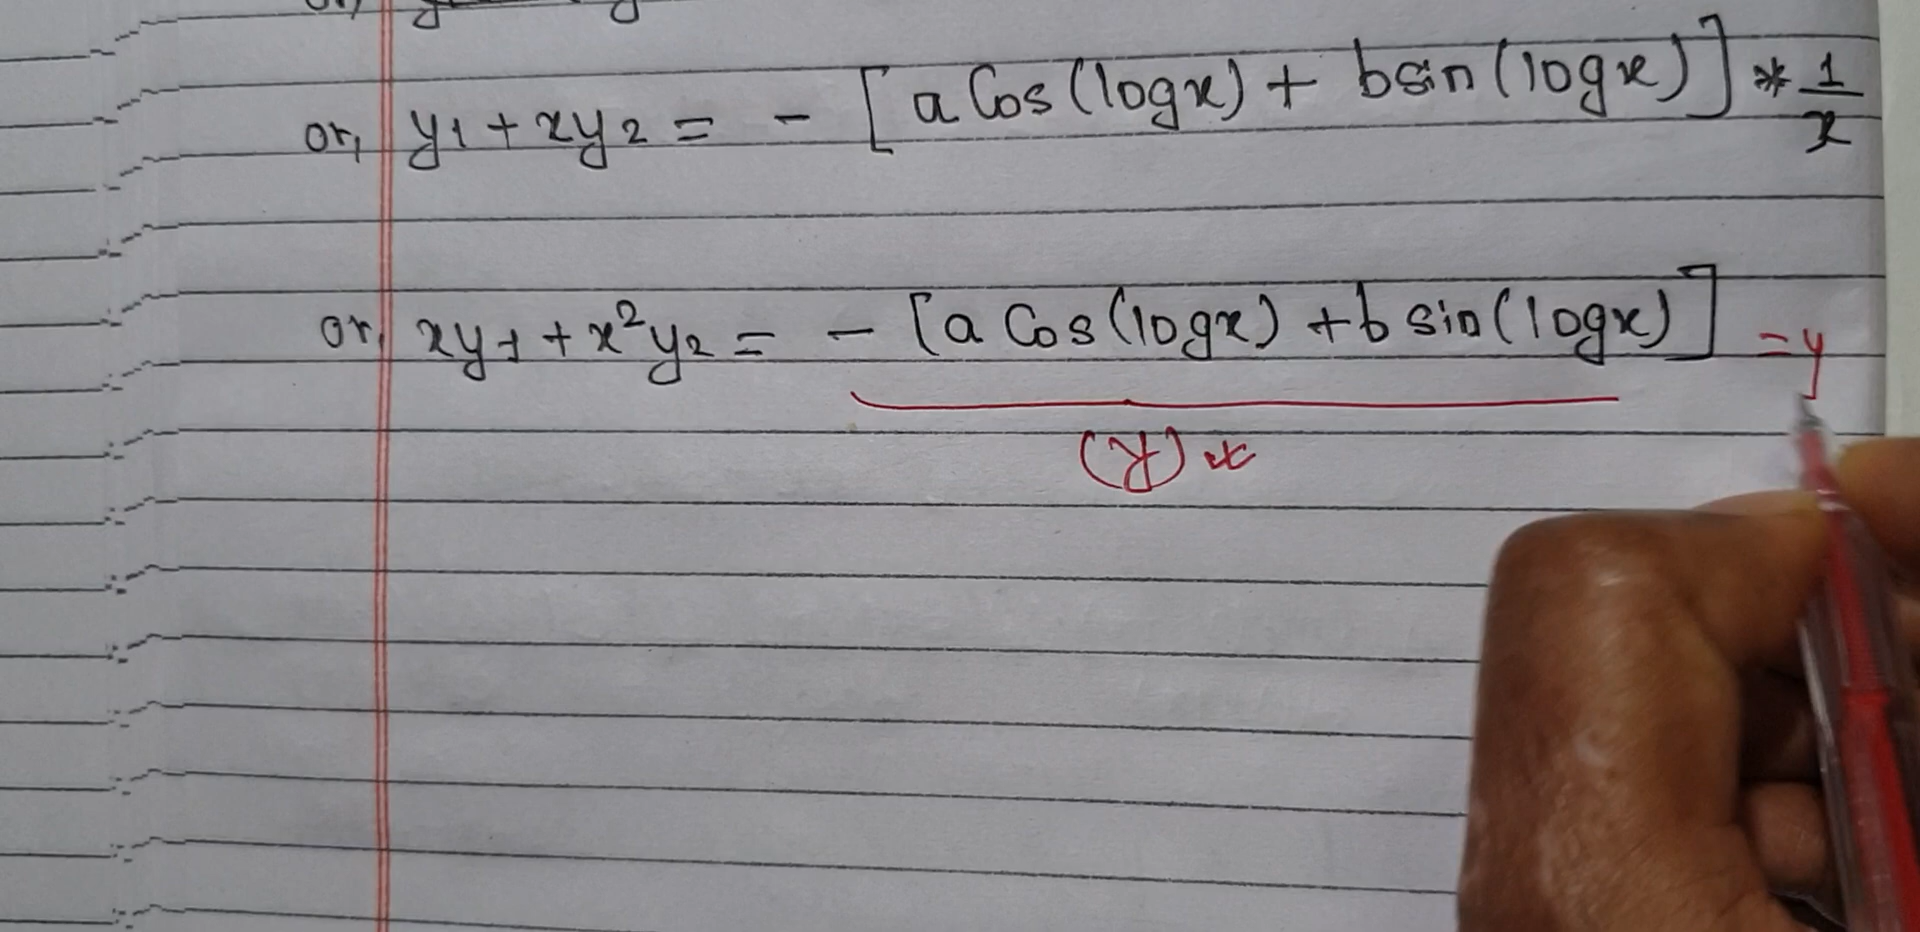 or, y1 + xy2 = - [a Cos(logx) + bsin(logx)] * 1/x
or, xy1 + x²y2 = - [a Cos(logx) + b sin(logx)] = y
(y) *